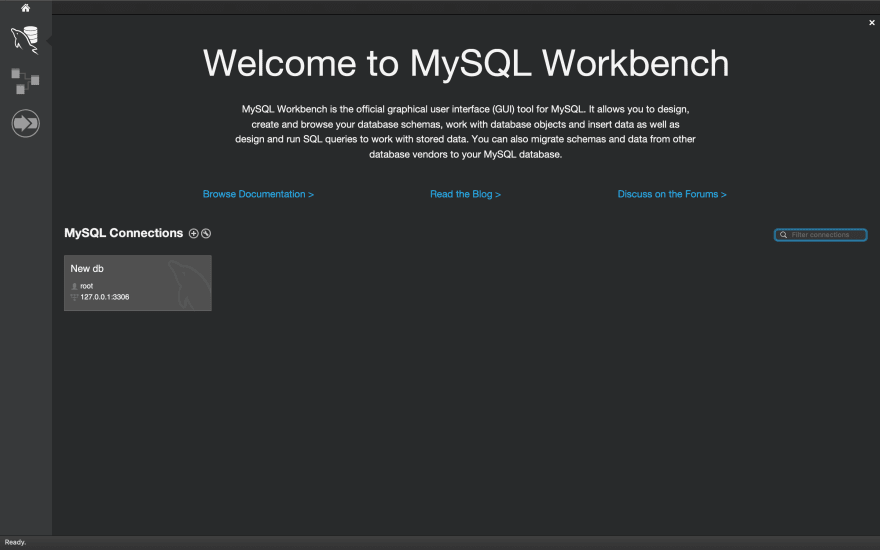 Welcome to MySQL Workbench
MySQL Workbench is the official graphical user interface (GUI) tool for MySQL. It allows you to design,
create and browse your database schemas, work with database objects and insert data as well as
design and run SQL queries to work with stored data. You can also migrate schemas and data from other
database vendors to your MySQL database.
Browse Documentation >
Read the Blog >
Discuss on the Forums >
MySQL Connections
Filter connections
New db
root
127.0.0.1:3306
Ready.